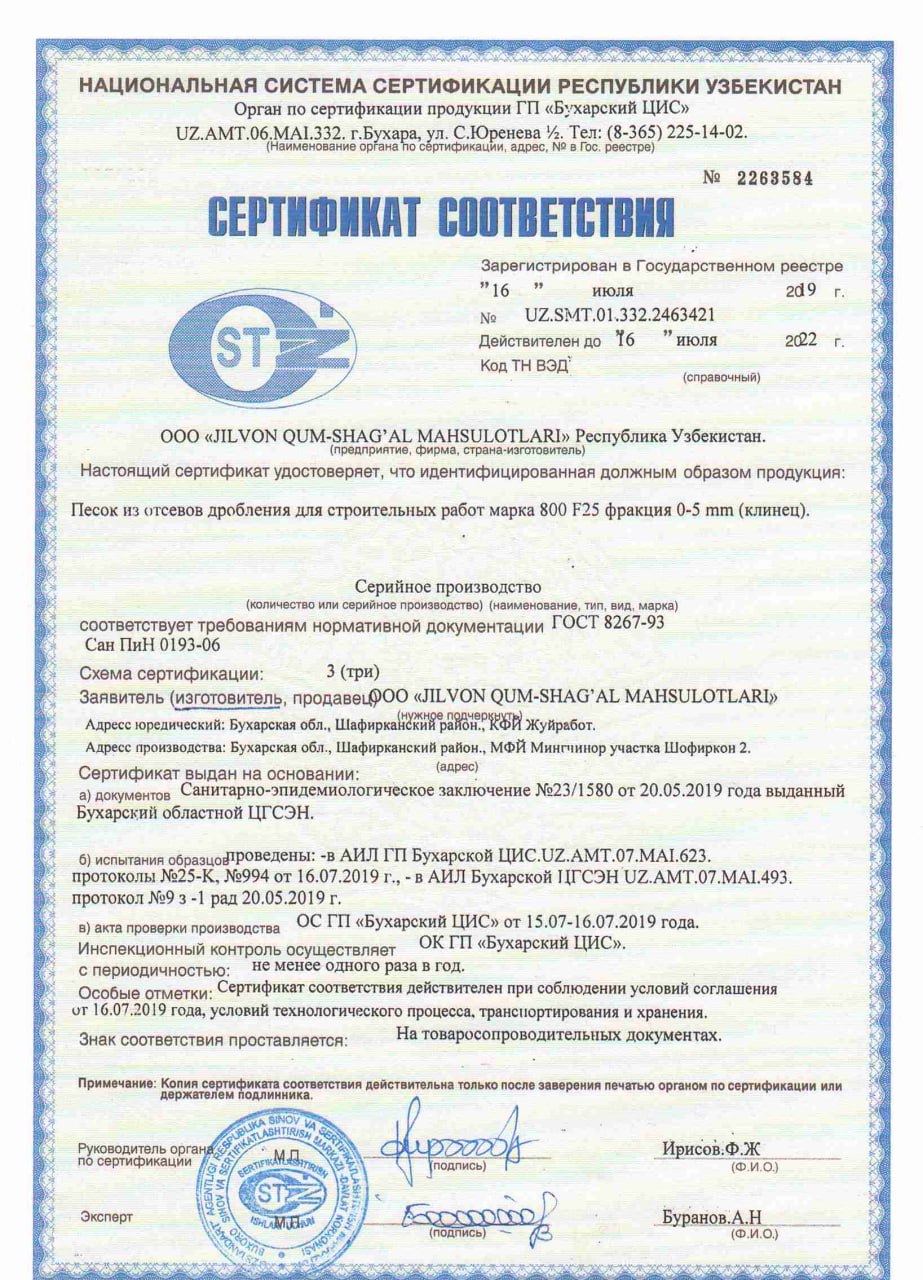 НАЦИОНАЛЬНАЯ СИСТЕМА СЕРТИФИКАЦИИ РЕСПУБЛИКИ УЗБЕКИСТАН
Орган по сертификации продукции ГП «Бухарский ЦИС»
UZ.AMT.06.MAI.332. г.Бухара, ул. С.Юренева ½. Тел: (8-365) 225-14-02.
(Наименование органа по сертификации, адрес, № в Гос. реестре)
№ 2263584
СЕРТИФИКАТ СООТВЕТСТВИЯ
Зарегистрирован в Государственном реестре
"16 " июля 2019 г.
№ UZ.SMT.01.332.2463421
Действителен до "16 " июля 2022 г.
Код ТН ВЭД
(справочный)
ST
ООО «JILVON QUM-SHAG'AL MAHSULOTLARI» Республика Узбекистан.
(предприятие, фирма, страна-изготовитель)
Настоящий сертификат удостоверяет, что идентифицированная должным образом продукция:
Песок из отсевов дробления для строительных работ марка 800 F25 фракция 0-5 mm (клинец).
Серийное производство
(количество или серийное производство) (наименование, тип, вид, марка)
соответствует требованиям нормативной документации ГОСТ 8267-93
Сан ПиН 0193-06
Схема сертификации: 3 (три)
Заявитель (изготовитель, продавец) ООО «JILVON QUM-SHAG'AL MAHSULOTLARI»
(нужное подчеркнуть)
Адресс юредический: Бухарская обл., Шафирканский район., КФЙ Жуйработ.
Адресс производства: Бухарская обл., Шафирканский район., МФЙ Мингчинор участка Шофиркон 2.
(адрес)
Сертификат выдан на основании:
а) документов Санитарно-эпидемиологическое заключение №23/1580 от 20.05.2019 года выданный
Бухарский областной ЦГСЭН.
б) испытания образцов проведены: -в АИЛ ГП Бухарской ЦИС.UZ.AMT.07.MAI.623.
протоколы №25-K, №994 от 16.07.2019 г., - в АИЛ Бухарской ЦГСЭН UZ.AMT.07.MAI.493.
протокол №9 з -1 рад 20.05.2019 г.
в) акта проверки производства ОС ГП «Бухарский ЦИС» от 15.07-16.07.2019 года.
Инспекционный контроль осуществляет ОК ГП «Бухарский ЦИС».
с периодичностью: не менее одного раза в год.
Особые отметки: Сертификат соответствия действителен при соблюдении условий соглашения
от 16.07.2019 года, условий технологического процесса, транспортирования и хранения.
Знак соответствия проставляется: На товаросопроводительных документах.
Примечание: Копия сертификата соответствия действительна только после заверения печатью органом по сертификации или
держателем подлинника.
Руководитель органа
по сертификации
М.П.
(подпись)
Ирисов.Ф.Ж
(Ф.И.О.)
SERTIFIKATLASHTIRISH
ST
ISHLARI UCHUN
Эксперт
М.П.
(подпись)
Буранов.А.Н
(Ф.И.О.)